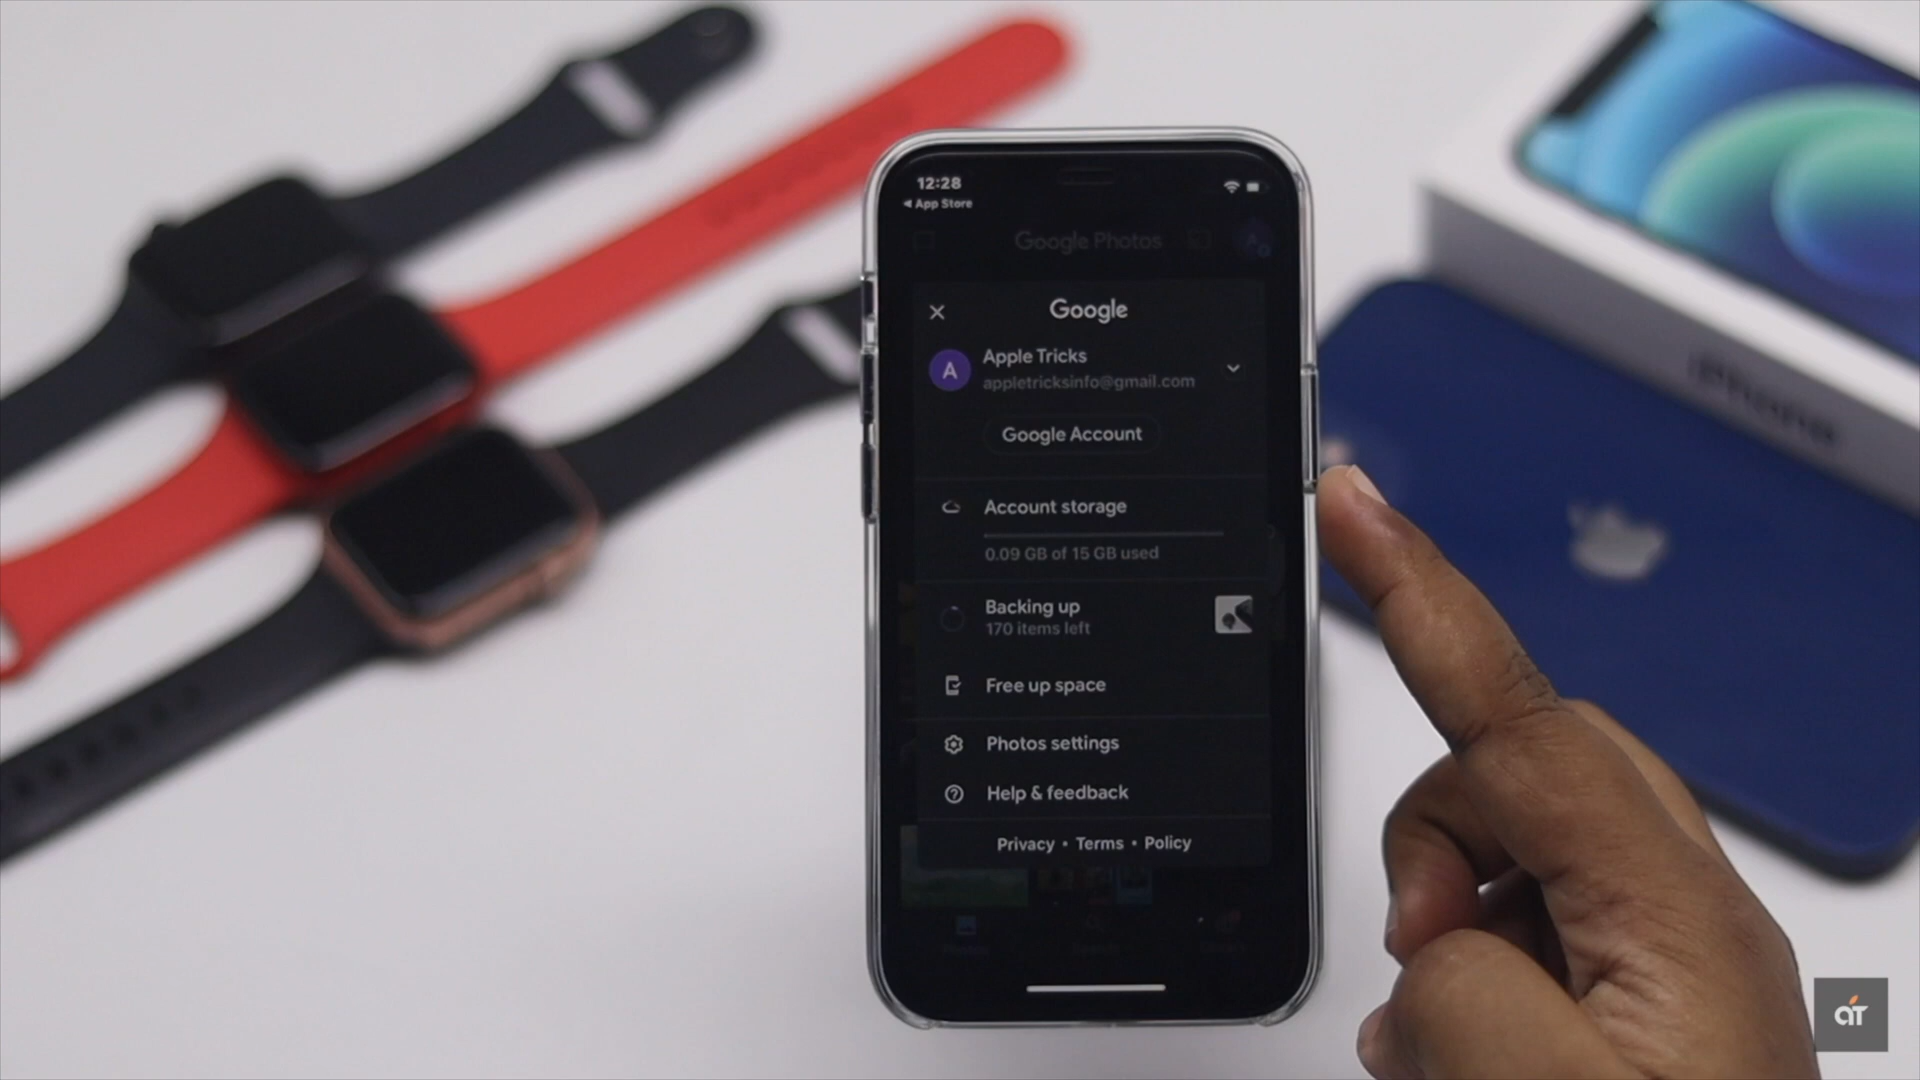 12:28
App Store
Google Photos
Google
A
Apple Tricks
appletricksinfo@gmail.com
Google Account
Account storage
0.09 GB of 15 GB used
Backing up
170 items left
Free up space
Photos settings
Help & feedback
Privacy • Terms • Policy
iPhone
aT